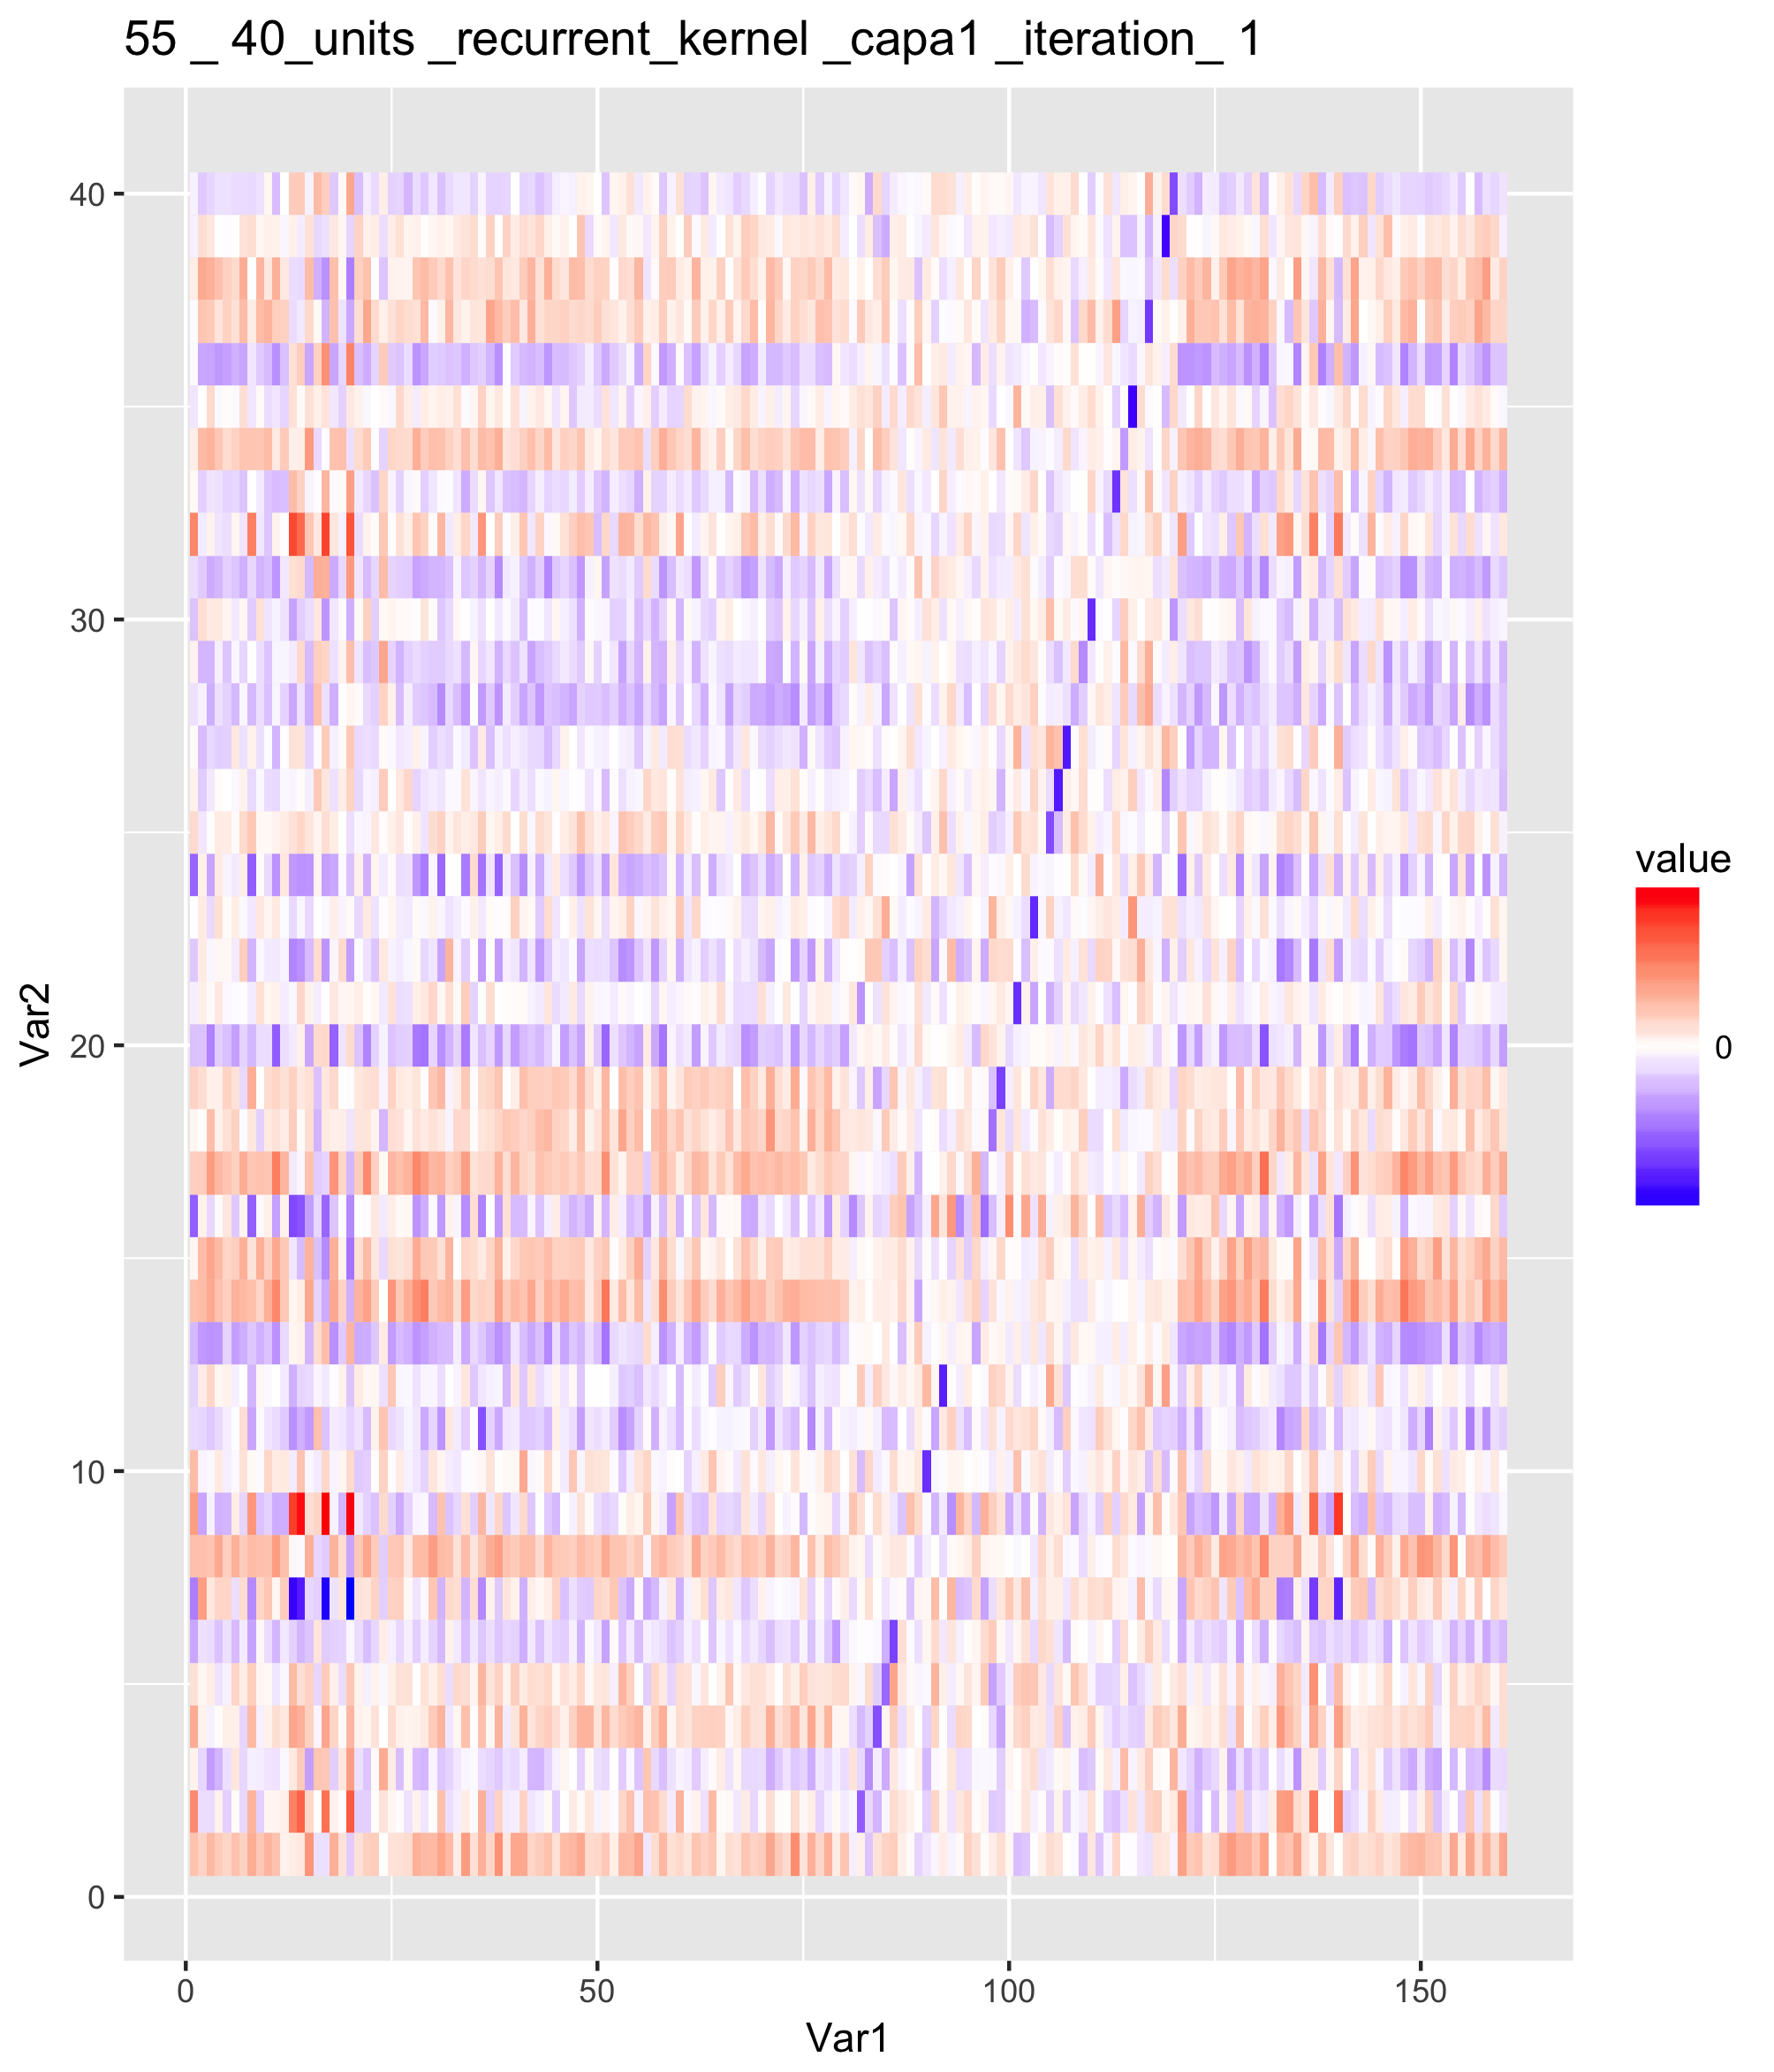 55 _ 40_units _recurrent_kernel _capa1 _iteration_ 1
40
30
20
10
0
Var2
0
50
100
150
Var1
value
0